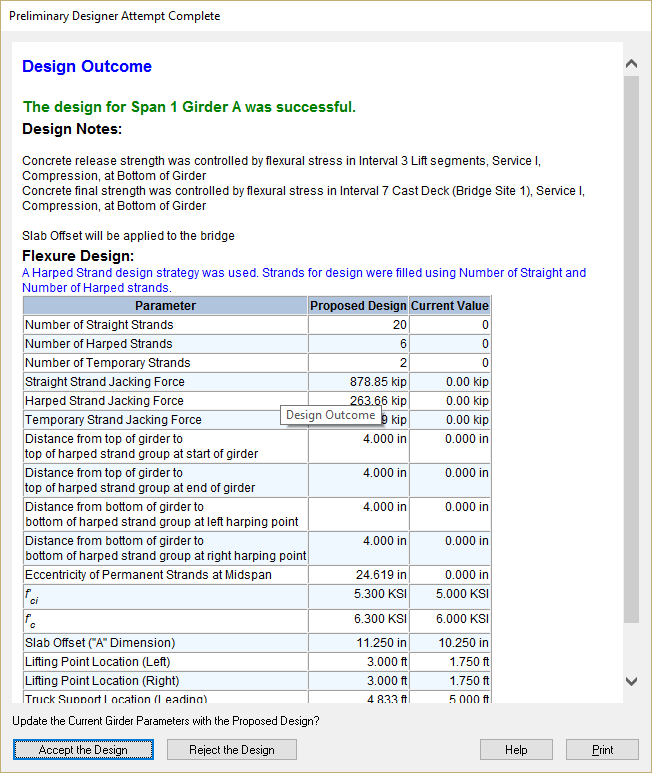 Preliminary Designer Attempt Complete
Design Outcome
The design for Span 1 Girder A was successful.
Design Notes:
Concrete release strength was controlled by flexural stress in Interval 3 Lift segments, Service I,
Compression, at Bottom of Girder
Concrete final strength was controlled by flexural stress in Interval 7 Cast Deck (Bridge Site 1), Service I,
Compression, at Bottom of Girder
Slab Offset will be applied to the bridge
Flexure Design:
A Harped Strand design strategy was used. Strands for design were filled using Number of Straight and
Number of Harped strands.
Parameter Proposed Design Current Value
Number of Straight Strands 20 0
Number of Harped Strands 6 0
Number of Temporary Strands 2 0
Straight Strand Jacking Force 878.85 kip 0.00 kip
Harped Strand Jacking Force 263.66 kip 0.00 kip
Design Outcome
Temporary Strand Jacking Force 9 kip 0.00 kip
Distance from top of girder to 4.000 in 0.000 in
top of harped strand group at start of girder
Distance from top of girder to 4.000 in 0.000 in
top of harped strand group at end of girder
Distance from bottom of girder to 4.000 in 0.000 in
bottom of harped strand group at left harping point
Distance from bottom of girder to 4.000 in 0.000 in
bottom of harped strand group at right harping point
Eccentricity of Permanent Strands at Midspan 24.619 in 0.000 in
f'ci 5.300 KSI 5.000 KSI
f'c 6.300 KSI 6.000 KSI
Slab Offset ("A" Dimension) 11.250 in 10.250 in
Lifting Point Location (Left) 3.000 ft 1.750 ft
Lifting Point Location (Right) 3.000 ft 1.750 ft
Truck Support Location (Leading) 4.833 ft 5.000 ft
Update the Current Girder Parameters with the Proposed Design?
Accept the Design Reject the Design Help Print